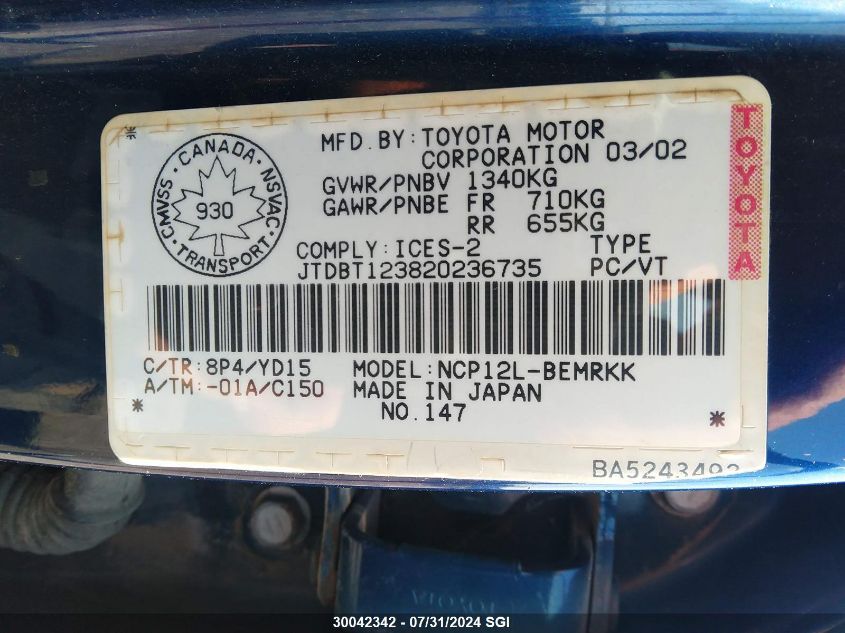 MFD.BY:TOYOTA MOTOR
CORPORATION 03/02
GVWR/PNBV 1340KG
GAWR/PNBE FR 710KG
RR 655KG
CANADA
CMVSS
NSVAC
930
TRANSPORT
TOYOTA
COMPLY:ICES-2 TYPE
JTDBT123820236735 PC/VT
C/TR:8P4/YD15 MODEL:NCP12L-BEMRKK
A/TM:-01A/C150 MADE IN JAPAN
NO.147
BA5243492
30042342 - 07/31/2024 SGI